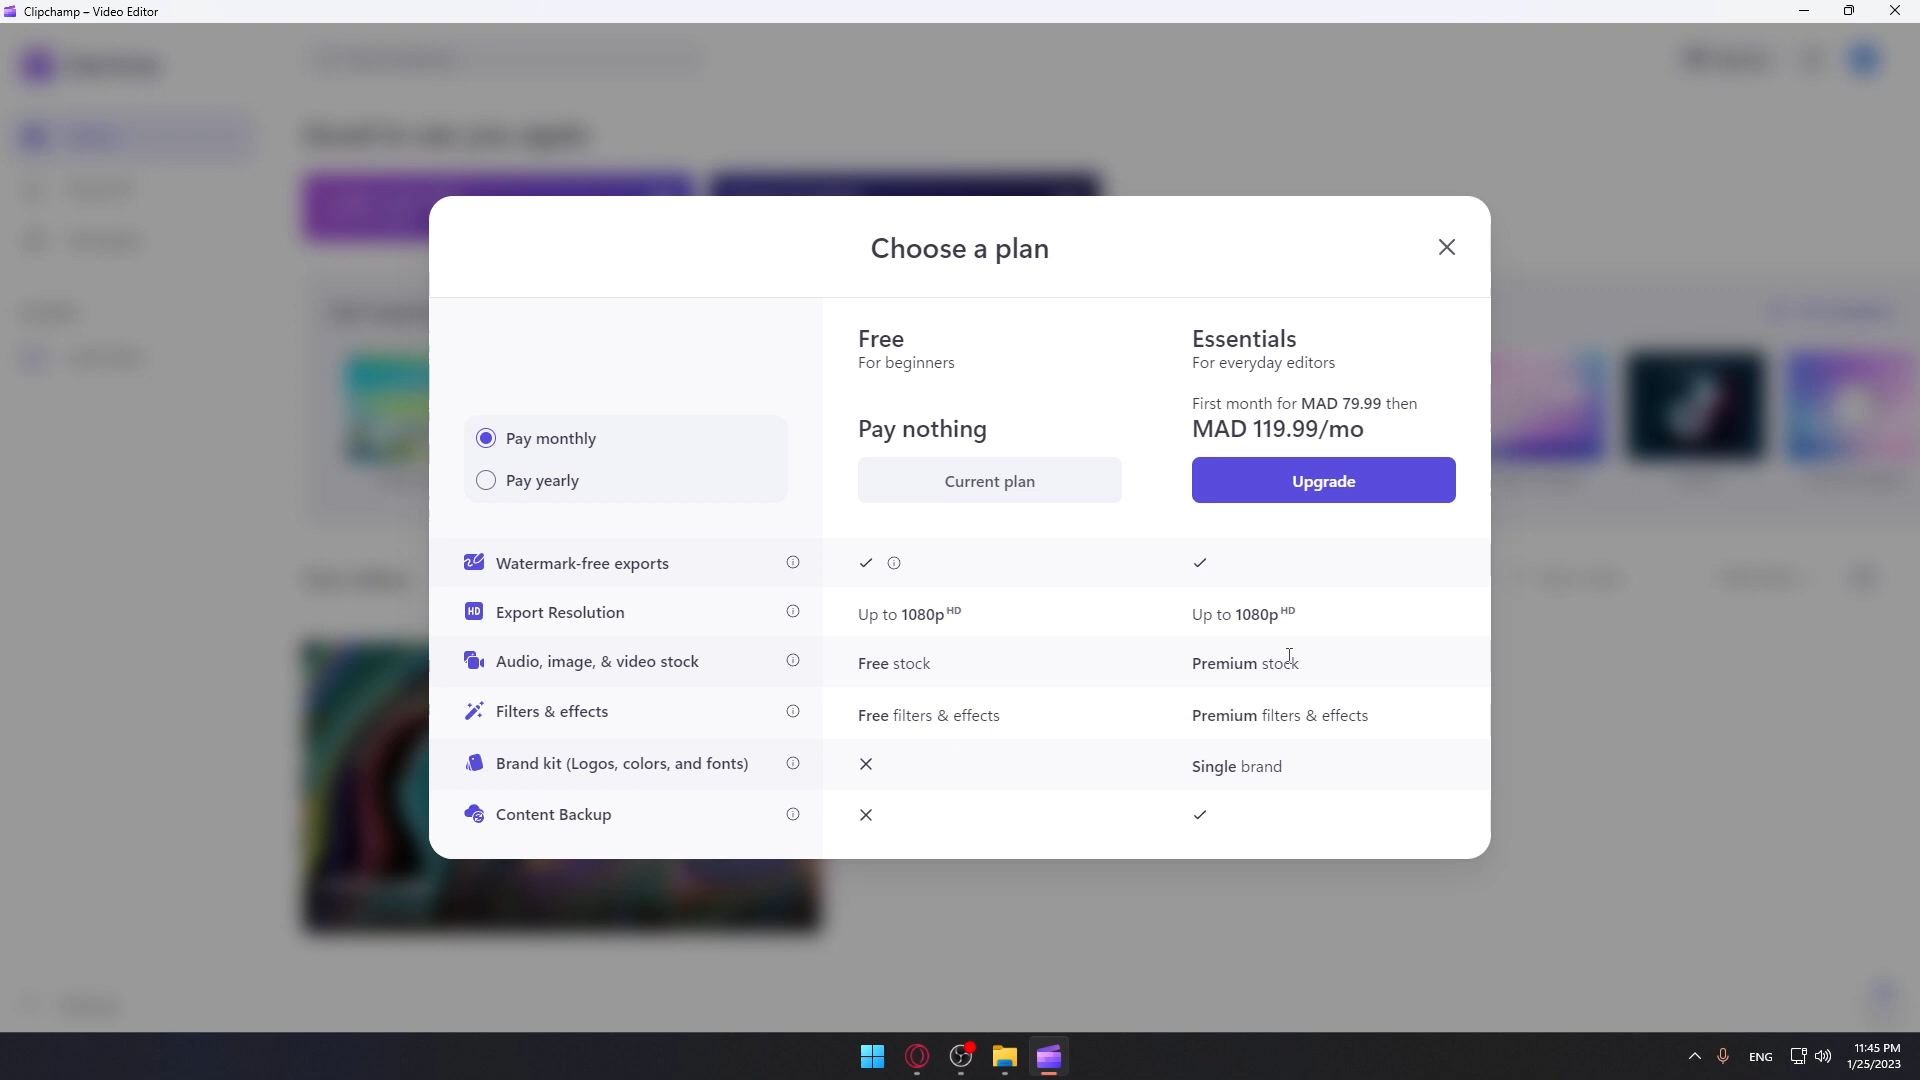 Clipchamp – Video Editor
Choose a plan
Free
For beginners
Essentials
For everyday editors
First month for MAD 79.99 then
Pay nothing
MAD 119.99/mo
Pay monthly
Pay yearly
Current plan
Upgrade
Watermark-free exports
HD Export Resolution
Up to 1080p HD
Up to 1080p HD
Audio, image, & video stock
Free stock
Premium stock
Filters & effects
Free filters & effects
Premium filters & effects
Brand kit (Logos, colors, and fonts)
Single brand
Content Backup
ENG
11:45 PM
1/25/2023